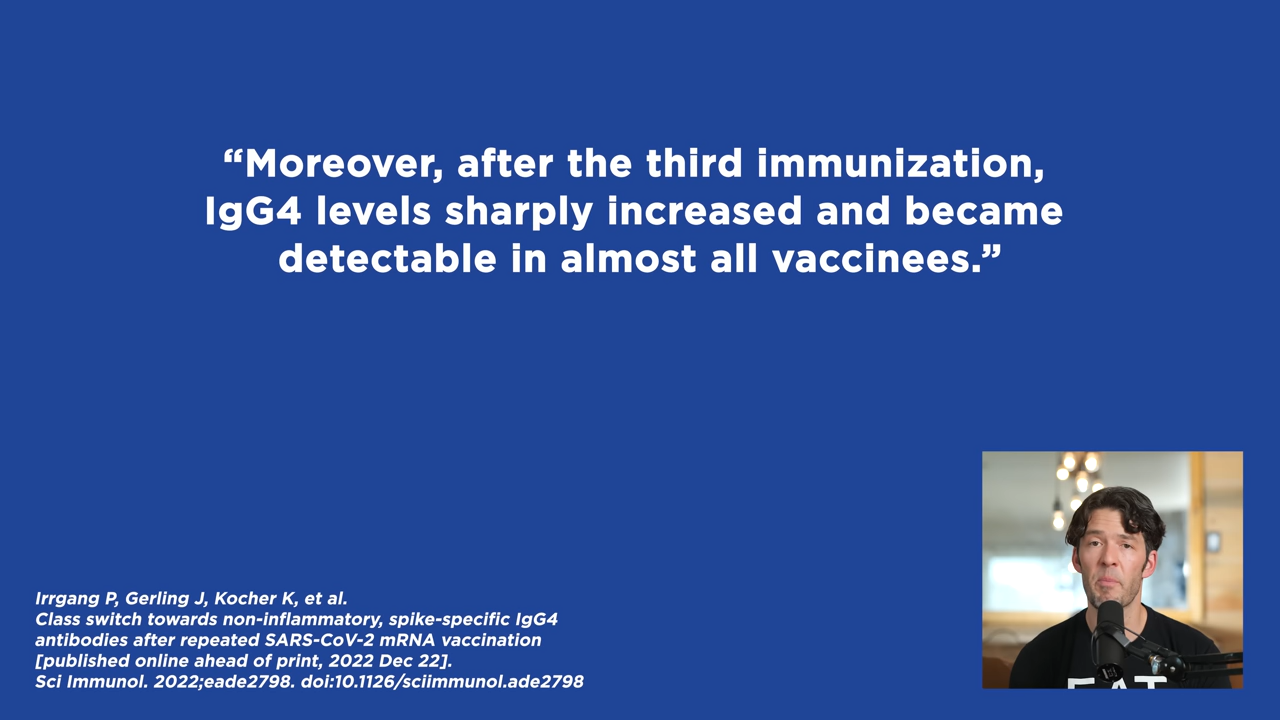 “Moreover, after the third immunization,
IgG4 levels sharply increased and became
detectable in almost all vaccinees.”
Irrgang P, Gerling J, Kocher K, et al.
Class switch towards non-inflammatory, spike-specific IgG4
antibodies after repeated SARS-CoV-2 mRNA vaccination
[published online ahead of print, 2022 Dec 22].
Sci Immunol. 2022;eade2798. doi:10.1126/sciimmunol.ade2798